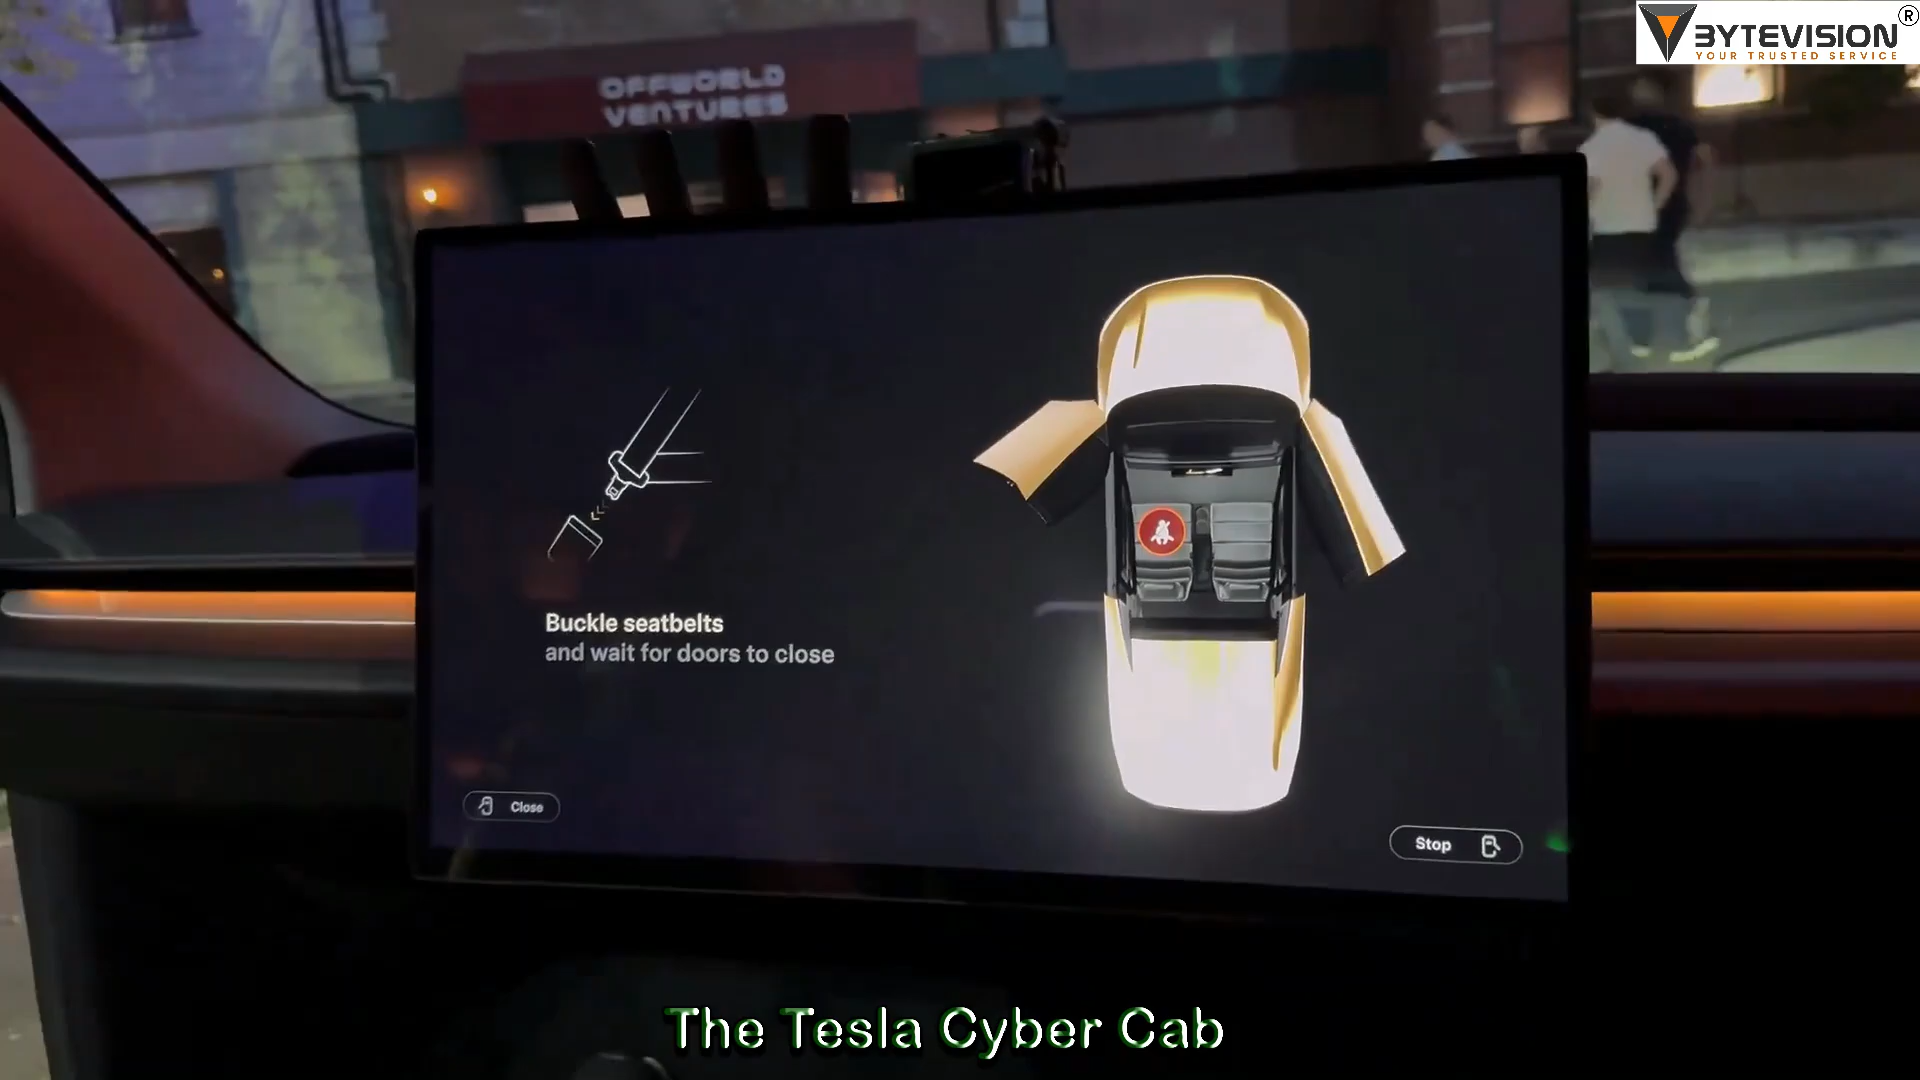 BYTEVISION®
YOUR TRUSTED SERVICE
OFFWORLD
VENTURES
Buckle seatbelts
and wait for doors to close
Close
Stop
The Tesla Cyber Cab